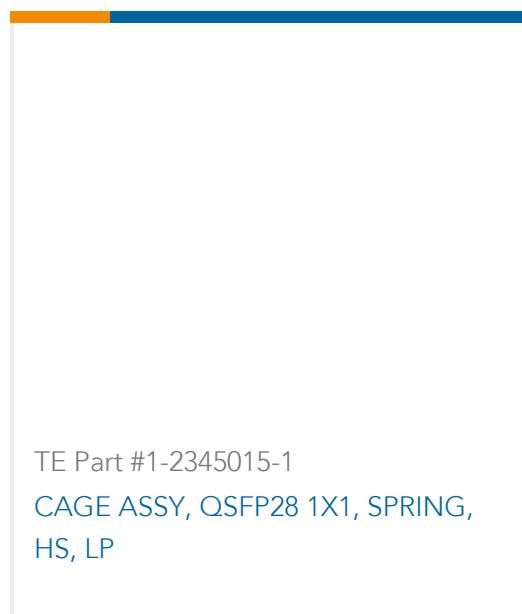 TE Part #1-2345015-1
CAGE ASSY, QSFP28 1X1, SPRING,
HS, LP